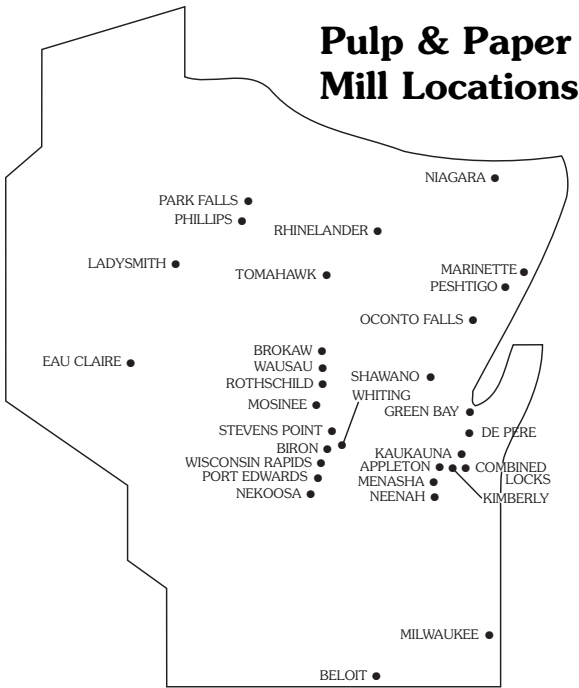 Pulp & Paper
Mill Locations
NIAGARA
PARK FALLS
PHILLIPS
RHINELANDER
LADYSMITH
TOMAHAWK
MARINETTE
PESHTIGO
OCONTO FALLS
EAU CLAIRE
BROKAW
WAUSAU
ROTHSCHILD
SHAWANO
WHITING
MOSINEE
GREEN BAY
STEVENS POINT
DE PERE
BIRON
KAUKAUNA
WISCONSIN RAPIDS
APPLETON
COMBINED
LOCKS
PORT EDWARDS
MENASHA
NEKOOSA
NEENAH
KIMBERLY
MILWAUKEE
BELOIT